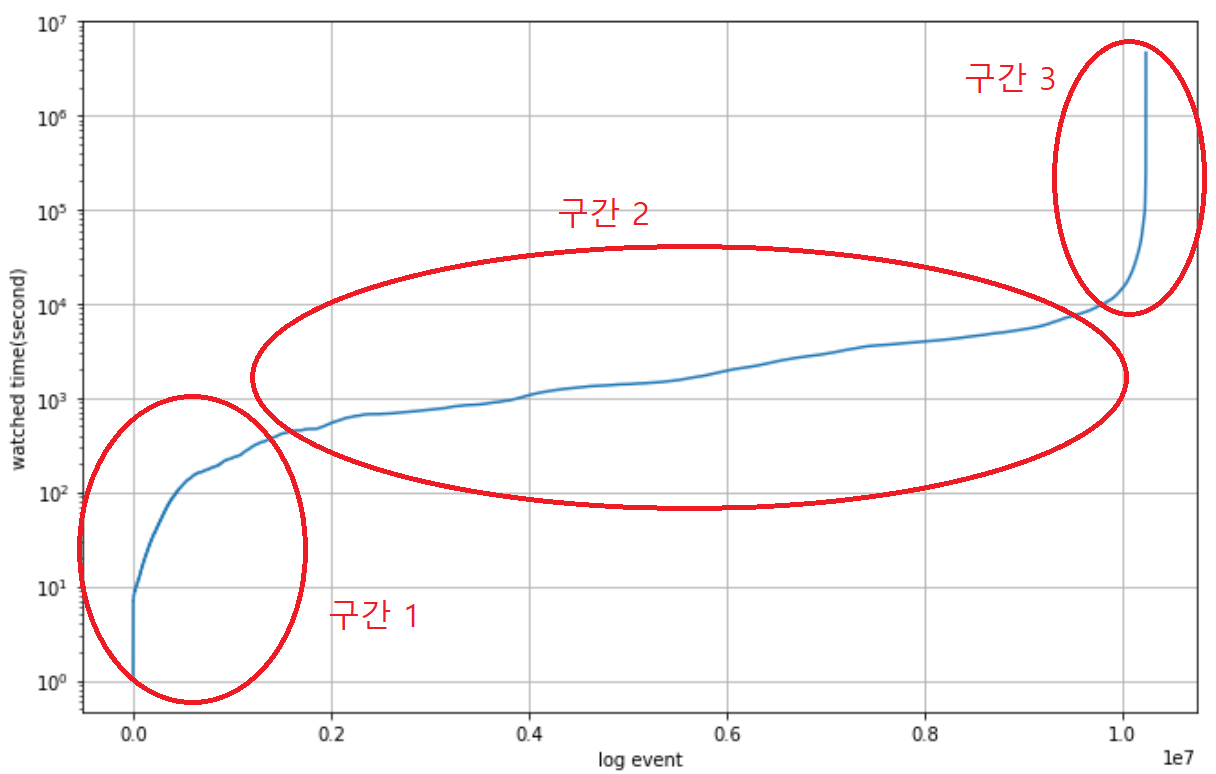 10⁷
10⁶
10⁵
10⁴
10³
10²
10¹
10⁰
watched time(second)
구간 3
구간 2
구간 1
0.0 0.2 0.4 0.6 0.8 1.0
1e7
log event